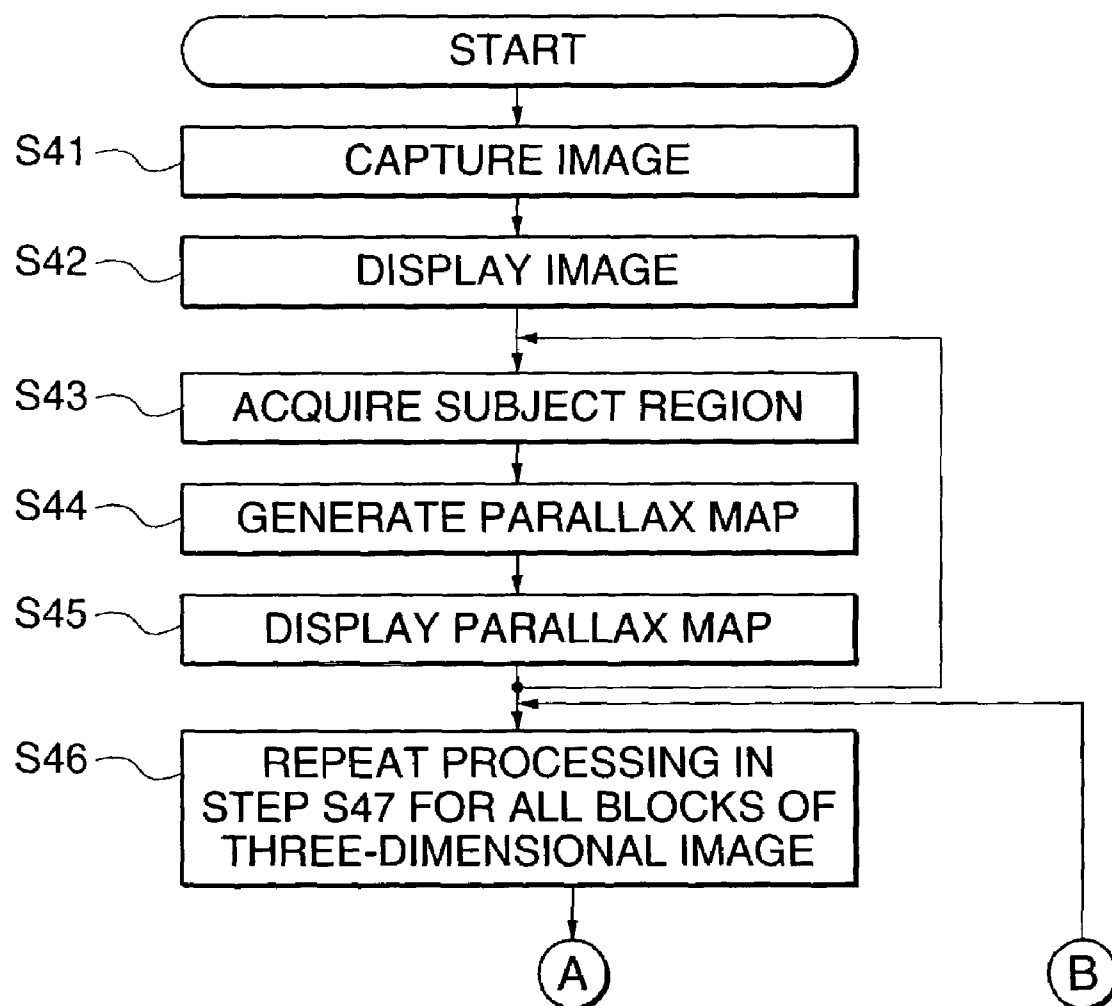 START
S41
CAPTURE IMAGE
S42
DISPLAY IMAGE
S43
ACQUIRE SUBJECT REGION
S44
GENERATE PARALLAX MAP
S45
DISPLAY PARALLAX MAP
S46
REPEAT PROCESSING IN
STEP S47 FOR ALL BLOCKS OF
THREE-DIMENSIONAL IMAGE
A
B